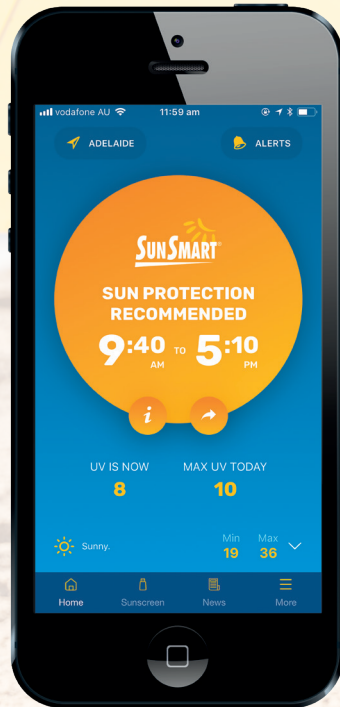 vodafone AU 11:59 am
ADELAIDE ALERTS
SUNSMART
SUN PROTECTION
RECOMMENDED
9:40 AM TO 5:10 PM
i
UV IS NOW MAX UV TODAY
8 10
Sunny. Min Max
19 36
Home Sunscreen News More